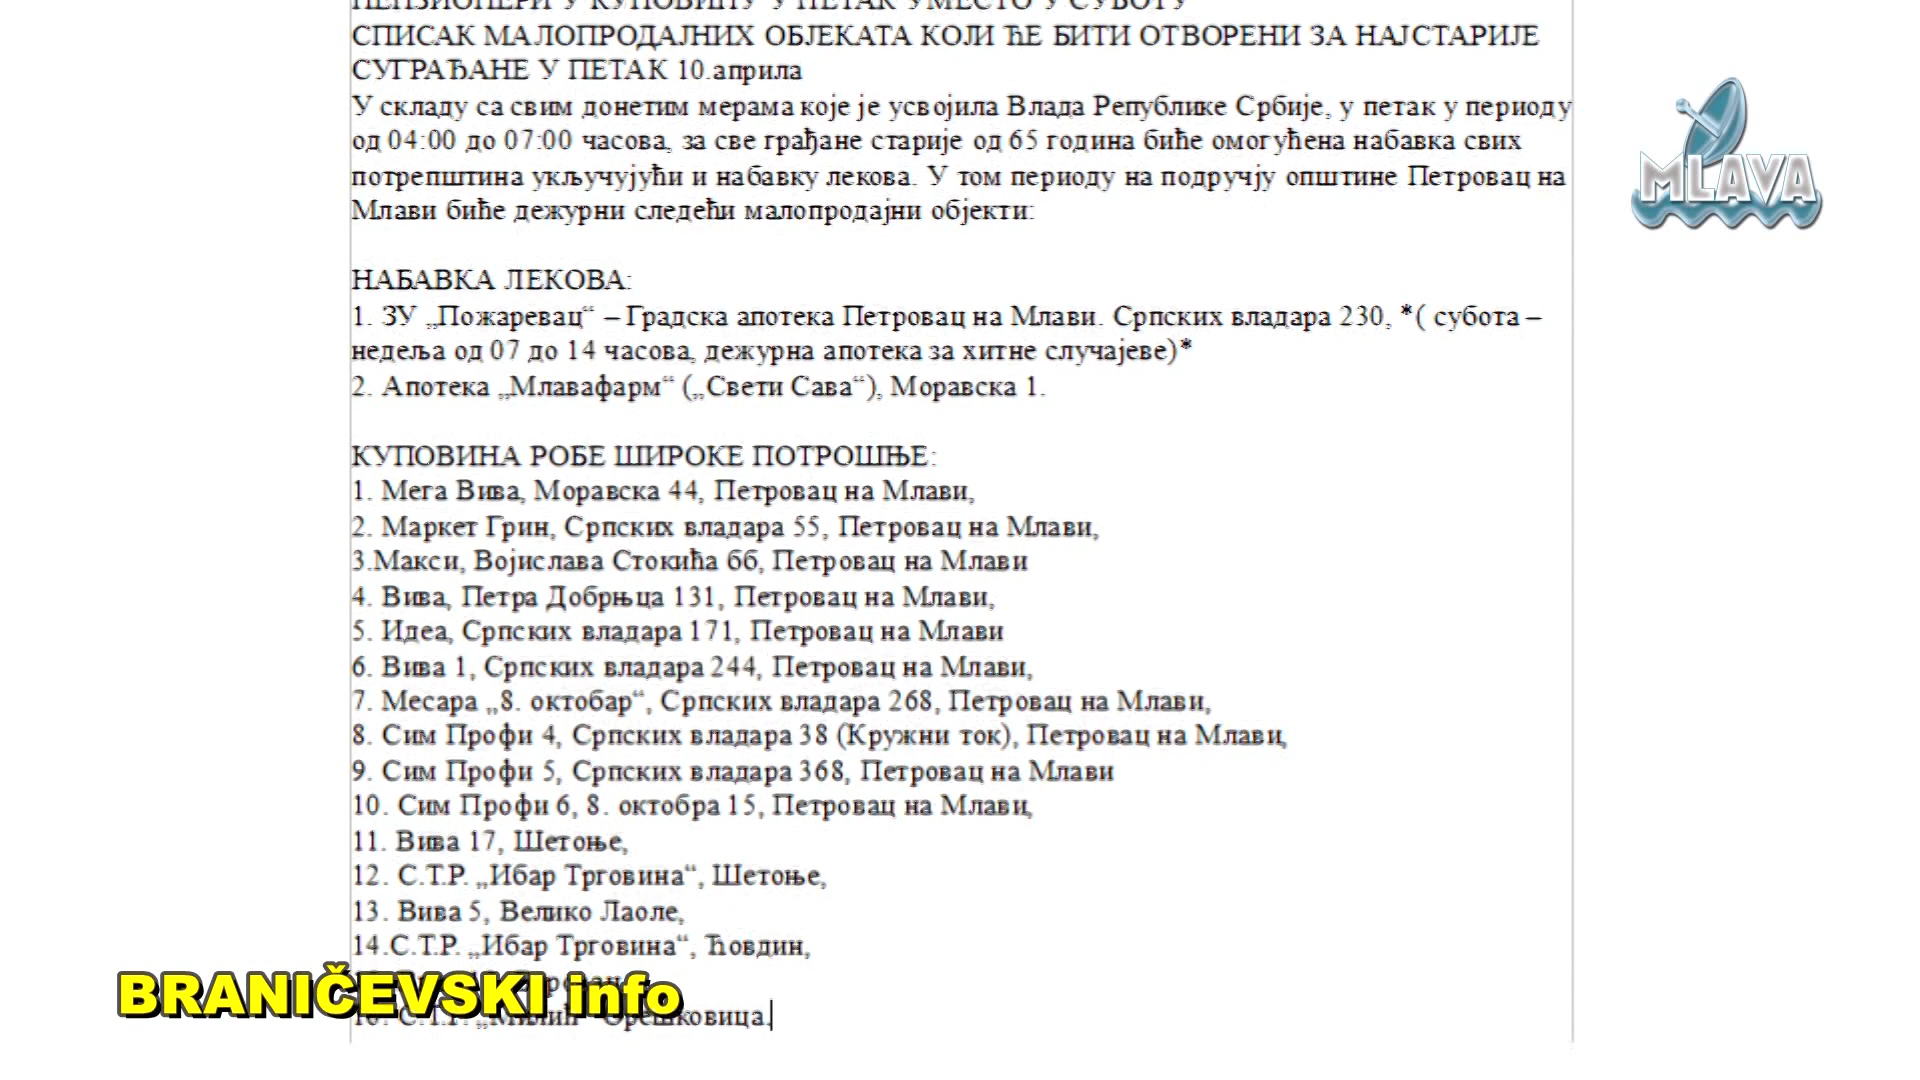 ПЕНЗИОНЕРИ У КУПОВИНУ У ПЕТАК УМЕСТО У СУБОТУ
СПИСАК МАЛОПРОДАЈНИХ ОБЈЕКАТА КОЈИ ЋЕ БИТИ ОТВОРЕНИ ЗА НАЈСТАРИЈЕ
СУГРАЂАНЕ У ПЕТАК 10.априла
У складу са свим донетим мерама које је усвојила Влада Републике Србије, у петак у периоду
од 04:00 до 07:00 часова, за све грађане старије од 65 година биће омогућена набавка свих
потрепштина укључујући и набавку лекова. У том периоду на подручју општине Петровац на
Млави биће дежурни следећи малопродајни објекти:
НАБАВКА ЛЕКОВА:
1. ЗУ „Пожаревац“ – Градска апотека Петровац на Млави. Српских владара 230, *( субота –
недеља од 07 до 14 часова, дежурна апотека за хитне случајеве)*
2. Апотека „Млавафарм“ („Свети Сава“), Моравска 1.
КУПОВИНА РОБЕ ШИРОКЕ ПОТРОШЊЕ:
1. Мега Вива, Моравска 44, Петровац на Млави,
2. Маркет Грин, Српских владара 55, Петровац на Млави,
3.Макси, Војислава Стокића бб, Петровац на Млави
4. Вива, Петра Добрњца 131, Петровац на Млави,
5. Идеа, Српских владара 171, Петровац на Млави
6. Вива 1, Српских владара 244, Петровац на Млави,
7. Месара „8. октобар“, Српских владара 268, Петровац на Млави,
8. Сим Профи 4, Српских владара 38 (Кружни ток), Петровац на Млави,
9. Сим Профи 5, Српских владара 368, Петровац на Млави
10. Сим Профи 6, 8. октобра 15, Петровац на Млави,
11. Вива 17, Шетоње,
12. С.Т.Р. „Ибар Трговина“, Шетоње,
13. Вива 5, Велико Лаоле,
14.С.Т.Р. „Ибар Трговина“, Ћовдин,
16. С.Т.Р. „Милић“ Орешковица.
MLAVA
BRANIČEVSKI info